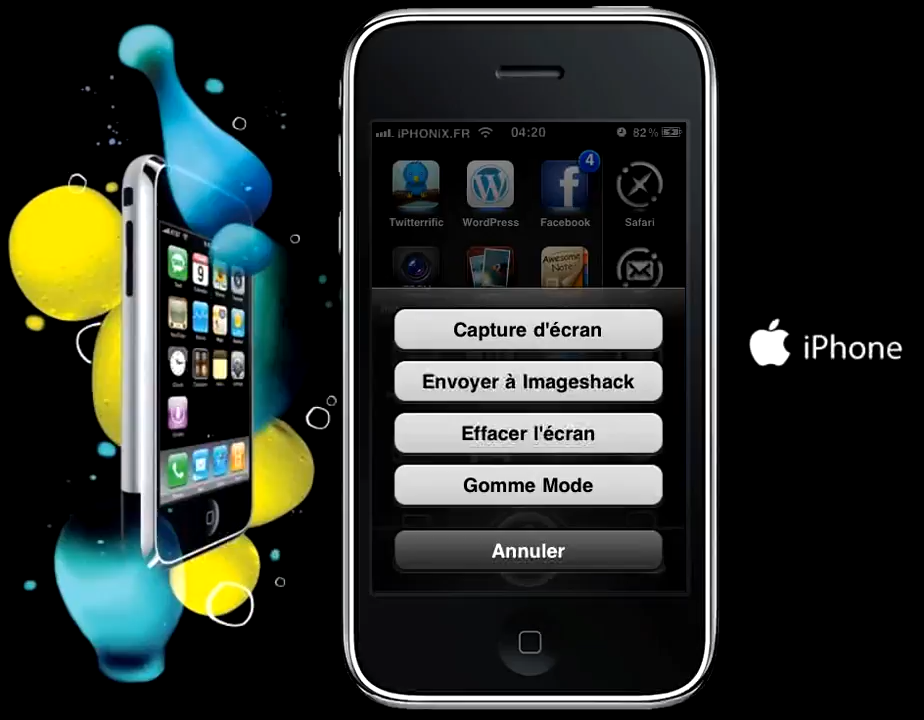 iPHONiX.FR
04:20
82 %
4
Twitterrific
WordPress
Facebook
Safari
Awesome
Note
Capture d'écran
Envoyer à Imageshack
Effacer l'écran
Gomme Mode
Annuler
iPhone
9